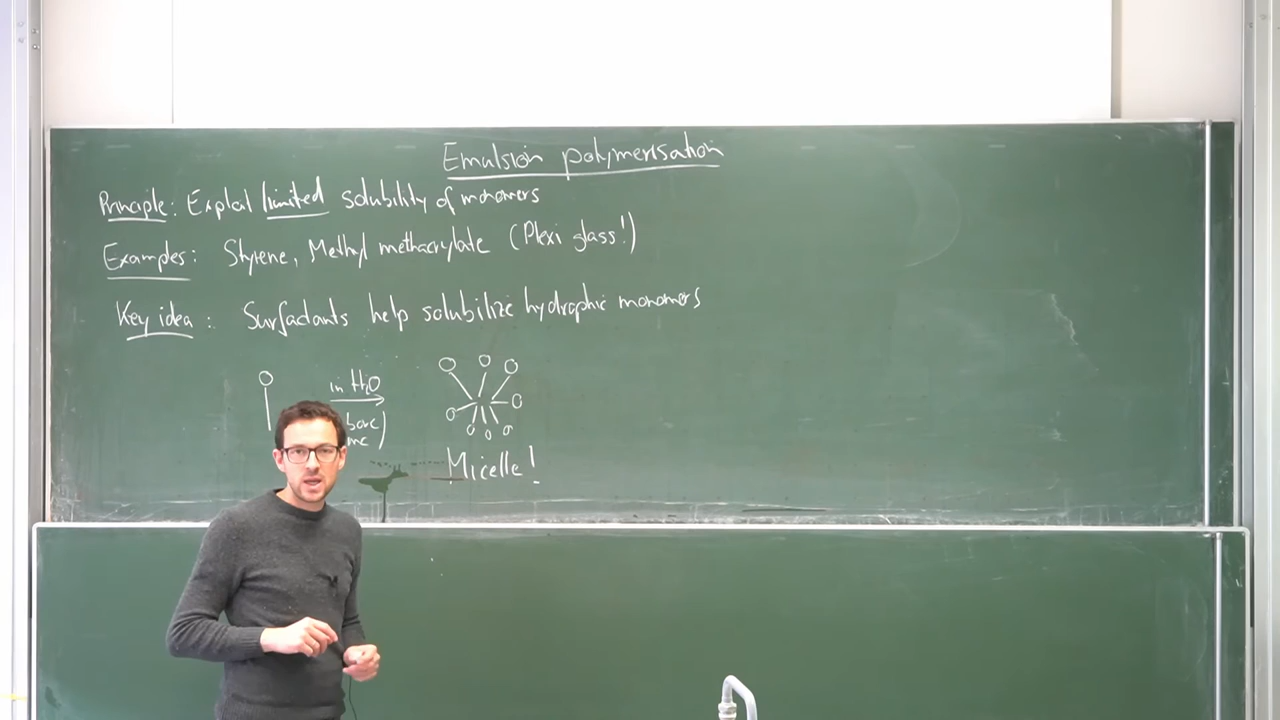 Emulsion polymerisation
Principle: Exploit limited solubility of monomers
Examples: Styrene, Methyl methacrylate (Plexi glass!)
Key idea: Surfactants help solubilize hydrophic monomers
in H2O
Micelle!